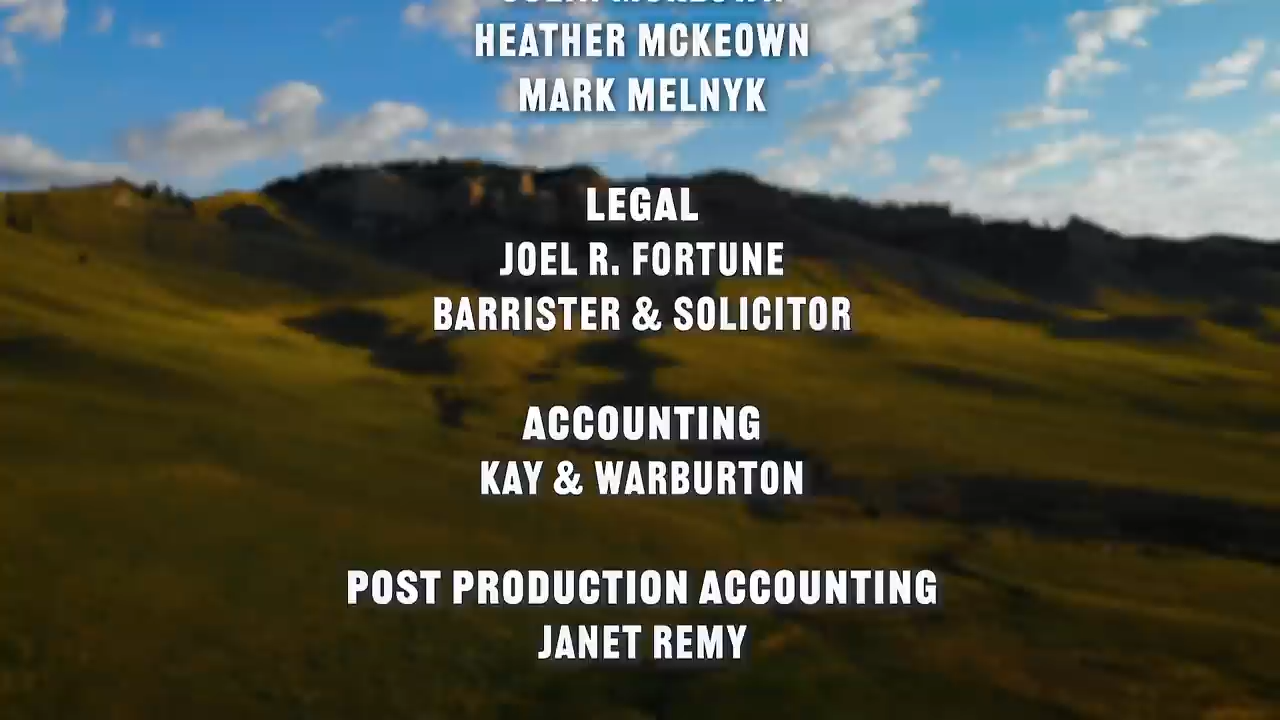 HEATHER MCKEOWN
MARK MELNYK
LEGAL
JOEL R. FORTUNE
BARRISTER & SOLICITOR
ACCOUNTING
KAY & WARBURTON
POST PRODUCTION ACCOUNTING
JANET REMY